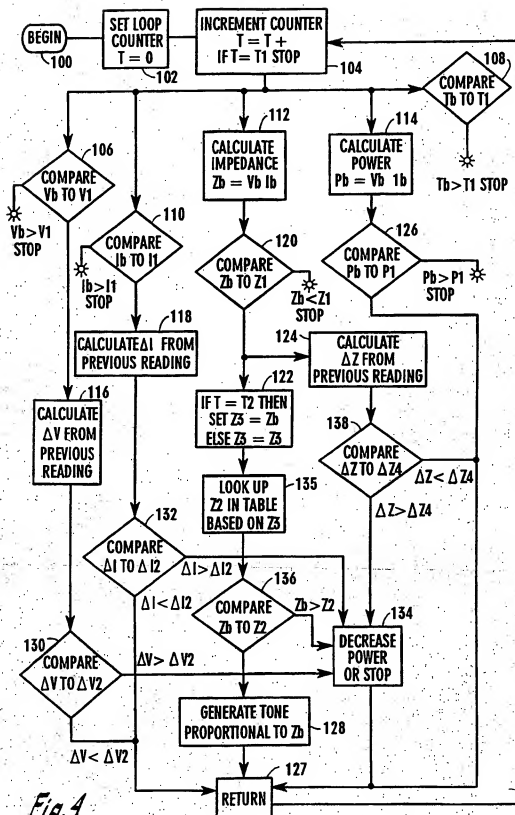 BEGIN
100
SET LOOP
COUNTER
T = 0
102
INCREMENT COUNTER
T = T +
IF T = T1 STOP
104
108
COMPARE
Tb TO T1
Tb>T1 STOP
106
COMPARE
Vb TO V1
Vb>V1
STOP
110
COMPARE
Ib TO I1
Ib>I1
STOP
112
CALCULATE
IMPEDANCE
Zb = Vb Ib
114
CALCULATE
POWER
Pb = Vb 1b
120
COMPARE
Zb TO Z1
Zb<Z1
STOP
126
COMPARE
Pb TO P1
Pb>P1
STOP
118
CALCULATE ΔI FROM
PREVIOUS READING
116
CALCULATE
ΔV FROM
PREVIOUS
READING
122
IF T = T2 THEN
SET Z3 = Zb
ELSE Z3 = Z3
124
CALCULATE
ΔZ FROM
PREVIOUS READING
138
COMPARE
ΔZ TO ΔZ4
ΔZ< ΔZ4
ΔZ>ΔZ4
135
LOOK UP
Z2 IN TABLE
BASED ON Z3
132
COMPARE
ΔI TO ΔI2
ΔI>ΔI2
ΔI<ΔI2
136
COMPARE
Zb TO Z2
Zb>Z2
134
DECREASE
POWER
OR STOP
130
COMPARE
ΔV TO ΔV2
ΔV> ΔV2
ΔV< ΔV2
GENERATE TONE
PROPORTIONAL TO Zb
128
127
RETURN
Fig. 4